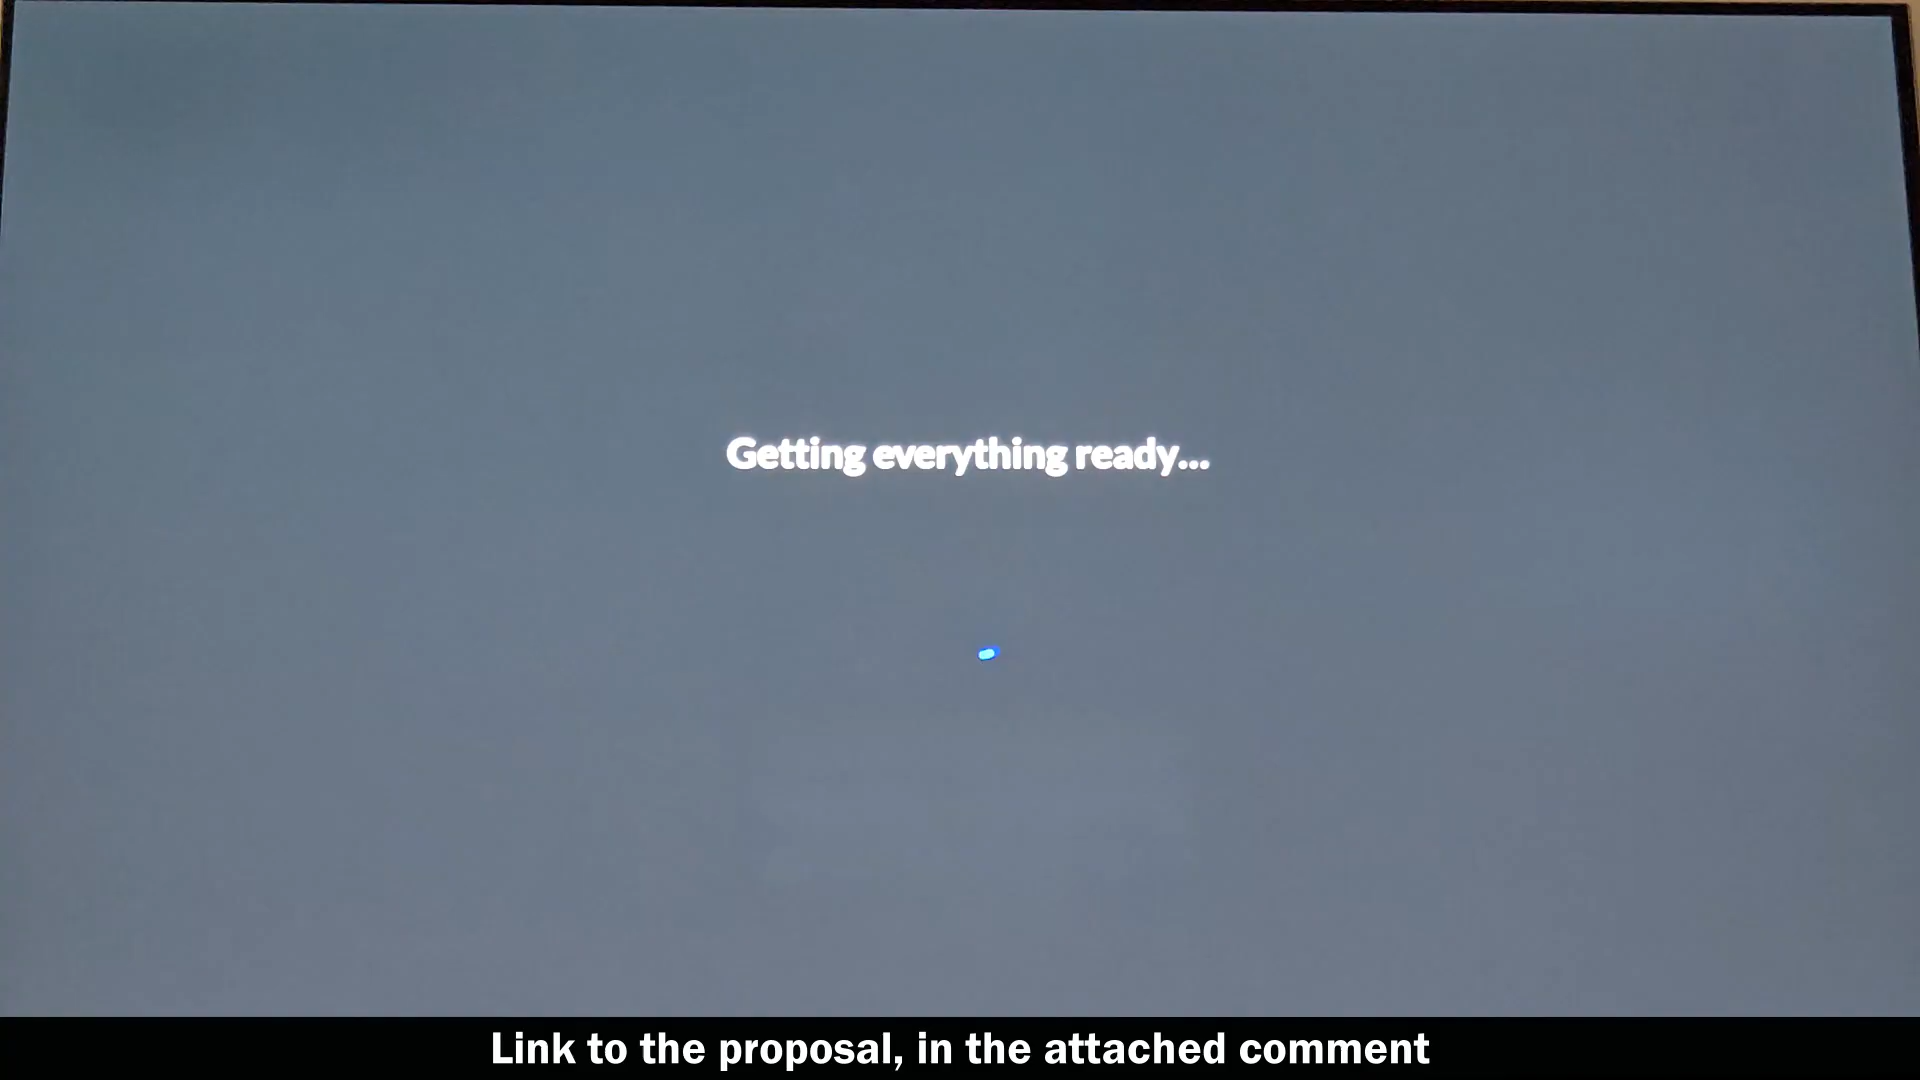 Getting everything ready...
Link to the proposal, in the attached comment